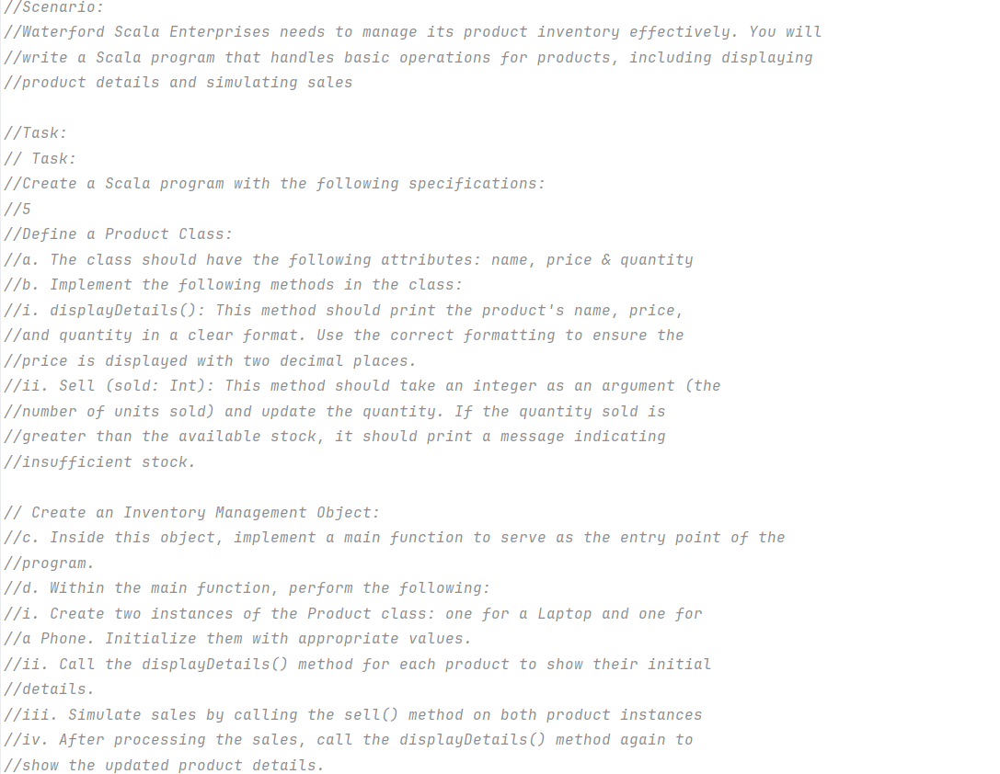 //Scenario:
//Waterford Scala Enterprises needs to manage its product inventory effectively. You will
//write a Scala program that handles basic operations for products, including displaying
//product details and simulating sales
//Task:
// Task:
//Create a Scala program with the following specifications:
//5
//Define a Product Class:
//a. The class should have the following attributes: name, price & quantity
//b. Implement the following methods in the class:
//i. displayDetails(): This method should print the product's name, price,
//and quantity in a clear format. Use the correct formatting to ensure the
//price is displayed with two decimal places.
//ii. Sell (sold: Int): This method should take an integer as an argument (the
//number of units sold) and update the quantity. If the quantity sold is
//greater than the available stock, it should print a message indicating
//insufficient stock.
// Create an Inventory Management Object:
//c. Inside this object, implement a main function to serve as the entry point of the
//program.
//d. Within the main function, perform the following:
//i. Create two instances of the Product class: one for a Laptop and one for
//a Phone. Initialize them with appropriate values.
//ii. Call the displayDetails() method for each product to show their initial
//details.
//iii. Simulate sales by calling the sell() method on both product instances
//iv. After processing the sales, call the displayDetails() method again to
//show the updated product details.